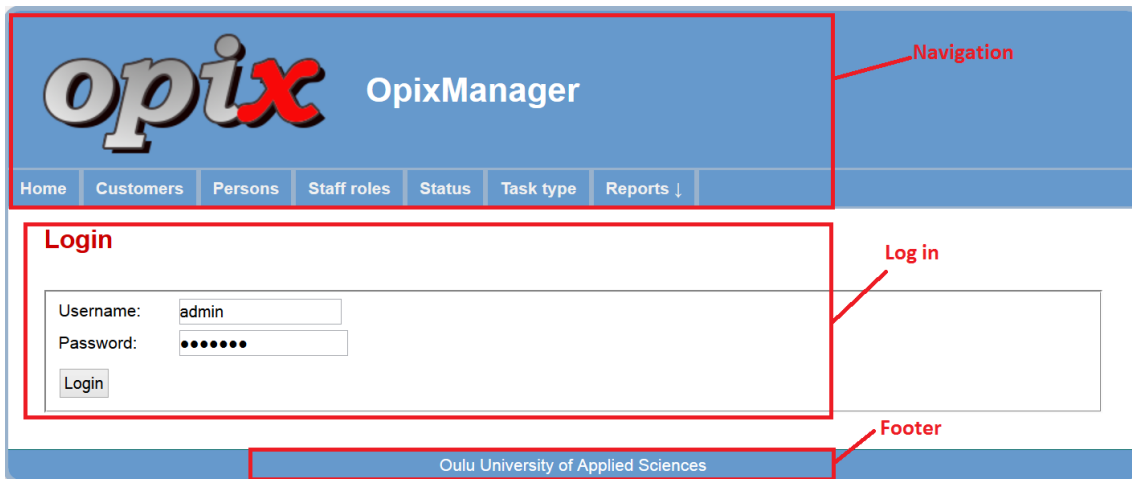 opix
OpixManager
Navigation
Home Customers Persons Staff roles Status Task type Reports ↓
Login
Log in
Username: admin
Password: ●●●●●●●
Login
Footer
Oulu University of Applied Sciences